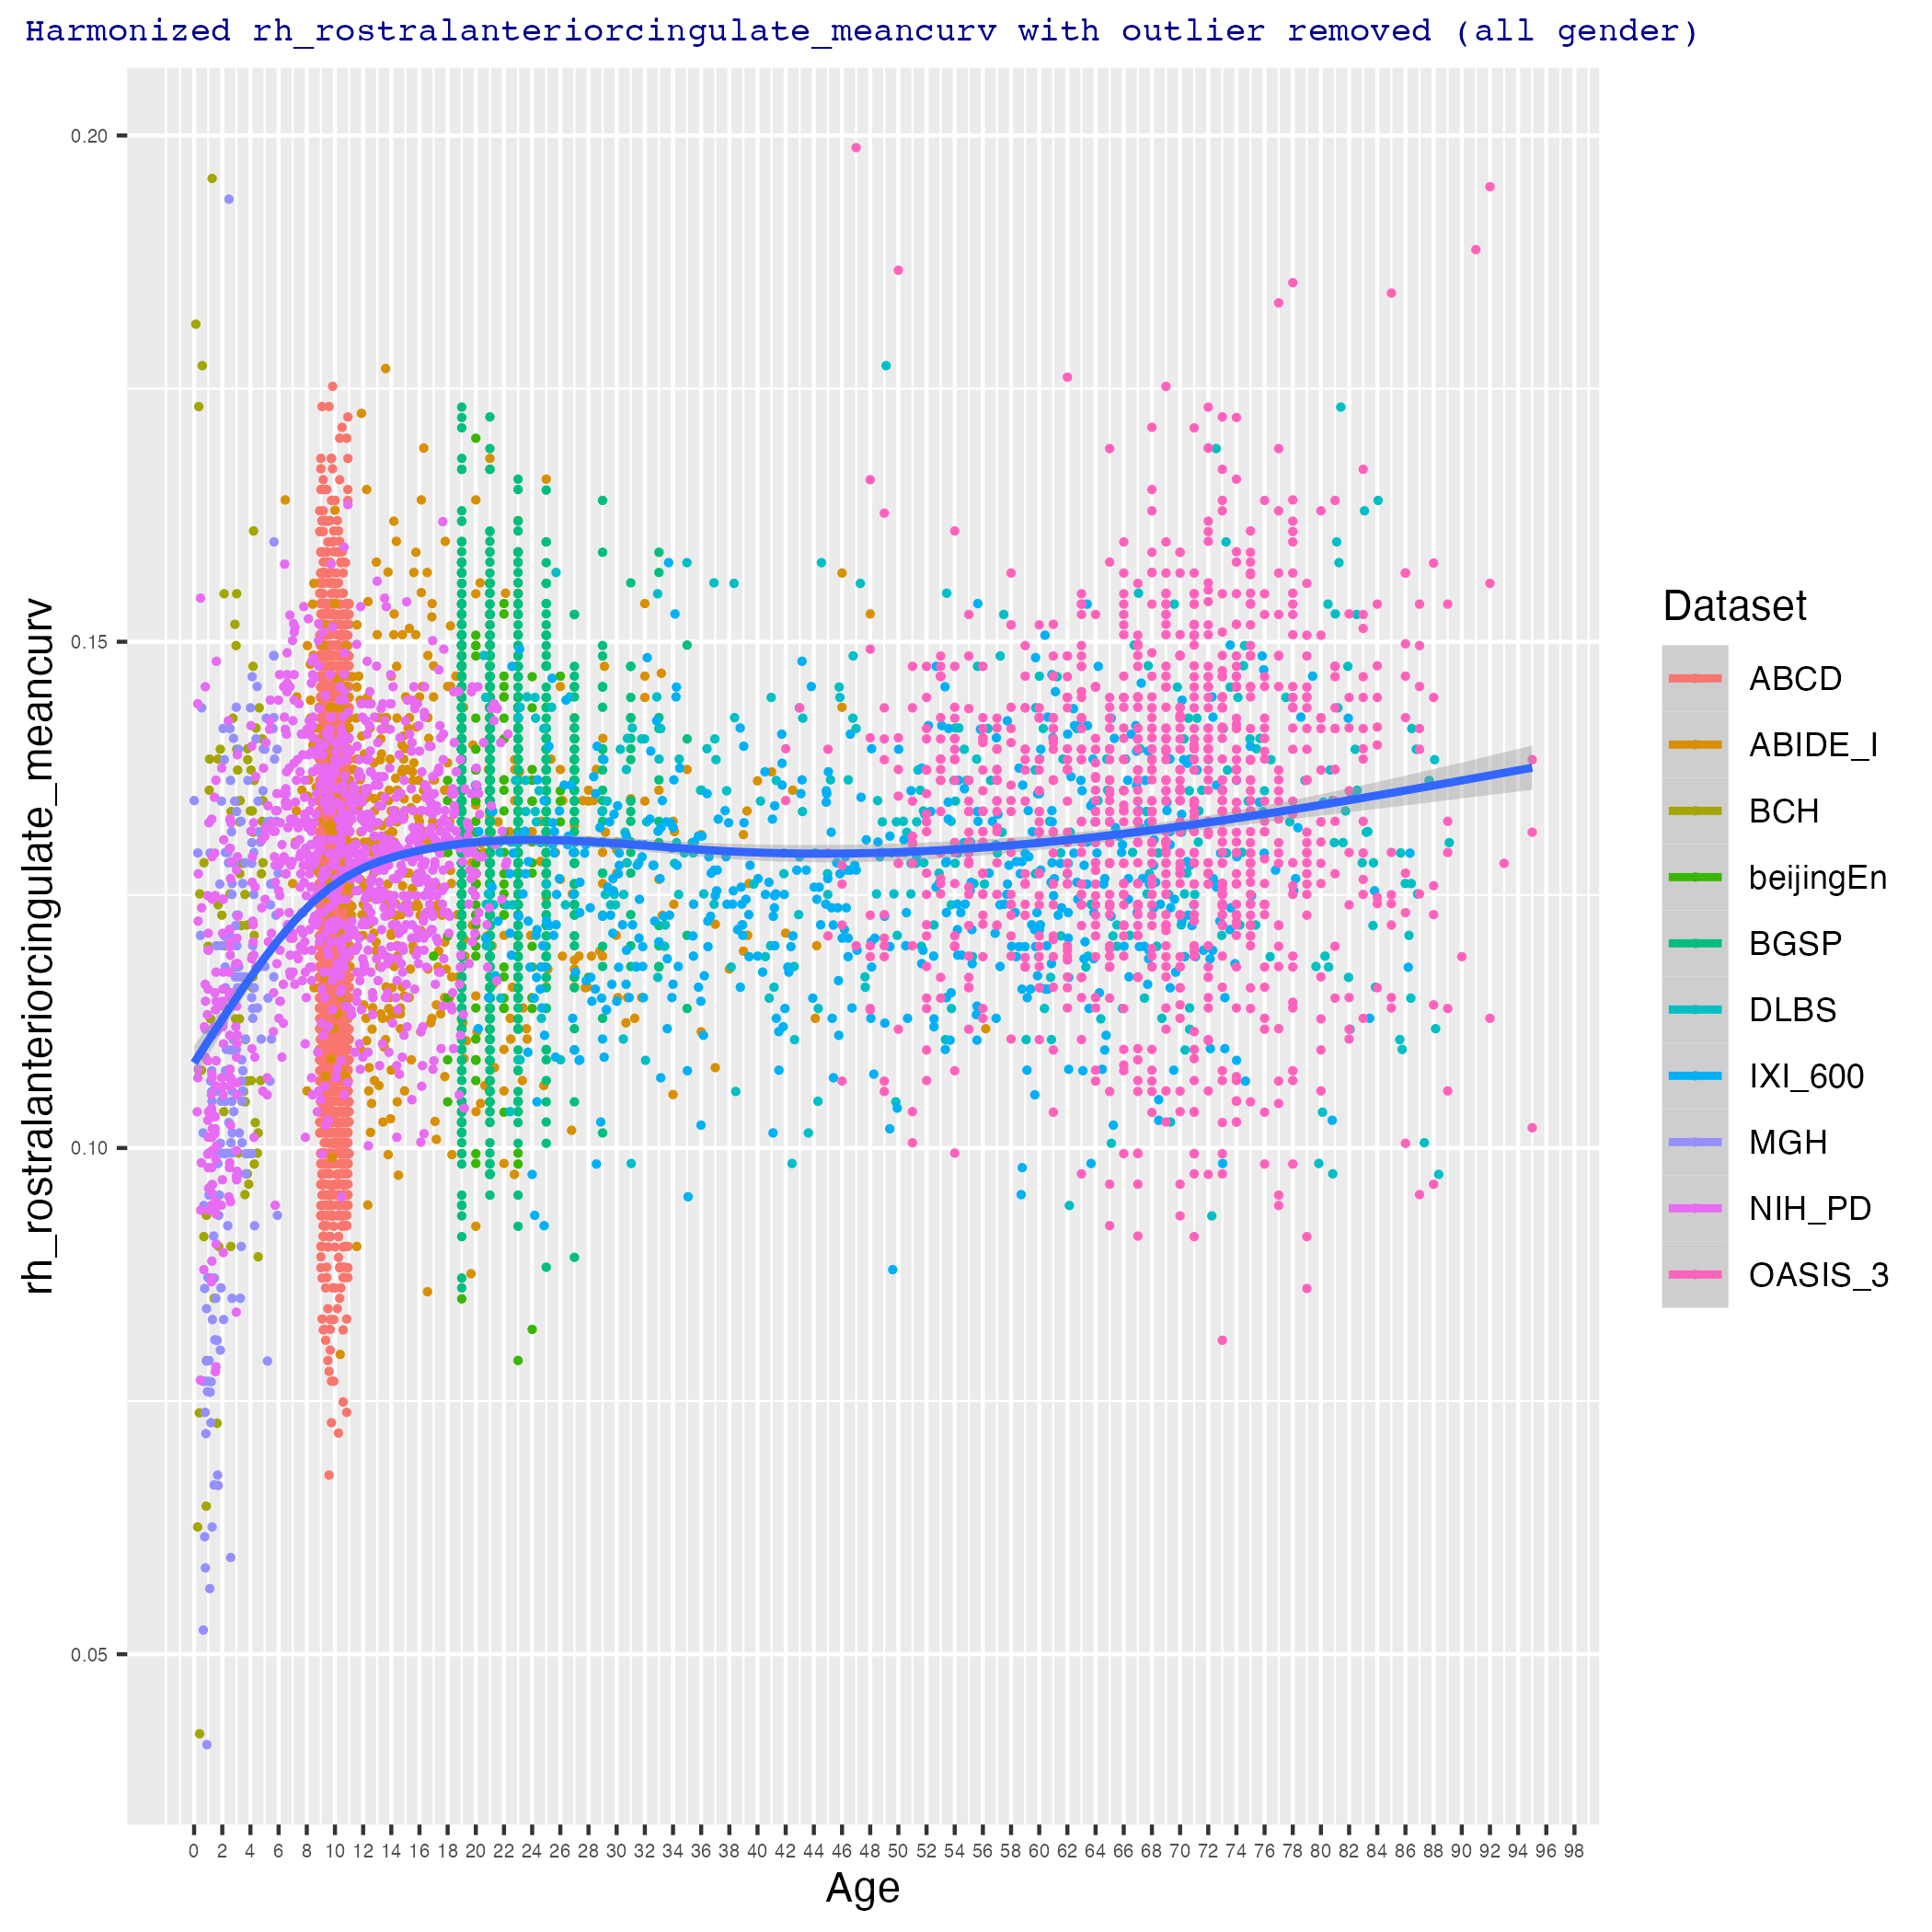 Harmonized rh_rostralanteriorcingulate_meancurv with outlier removed (all gender)
rh_rostralanteriorcingulate_meancurv
0.20
0.15
0.10
0.05
0 2 4 6 8 10 12 14 16 18 20 22 24 26 28 30 32 34 36 38 40 42 44 46 48 50 52 54 56 58 60 62 64 66 68 70 72 74 76 78 80 82 84 86 88 90 92 94 96 98
Age
Dataset
ABCD
ABIDE_I
BCH
beijingEn
BGSP
DLBS
IXI_600
MGH
NIH_PD
OASIS_3